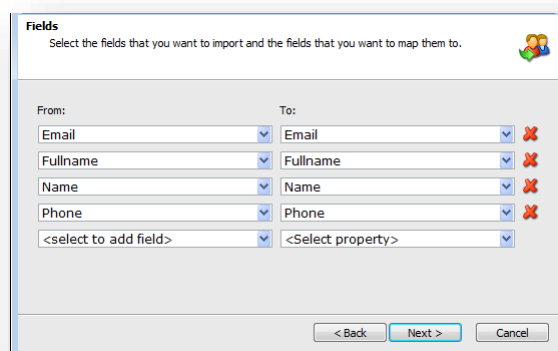 Fields
Select the fields that you want to import and the fields that you want to map them to.
From: To:
Email Email
Fullname Fullname
Name Name
Phone Phone
<select to add field> <Select property>
< Back Next > Cancel